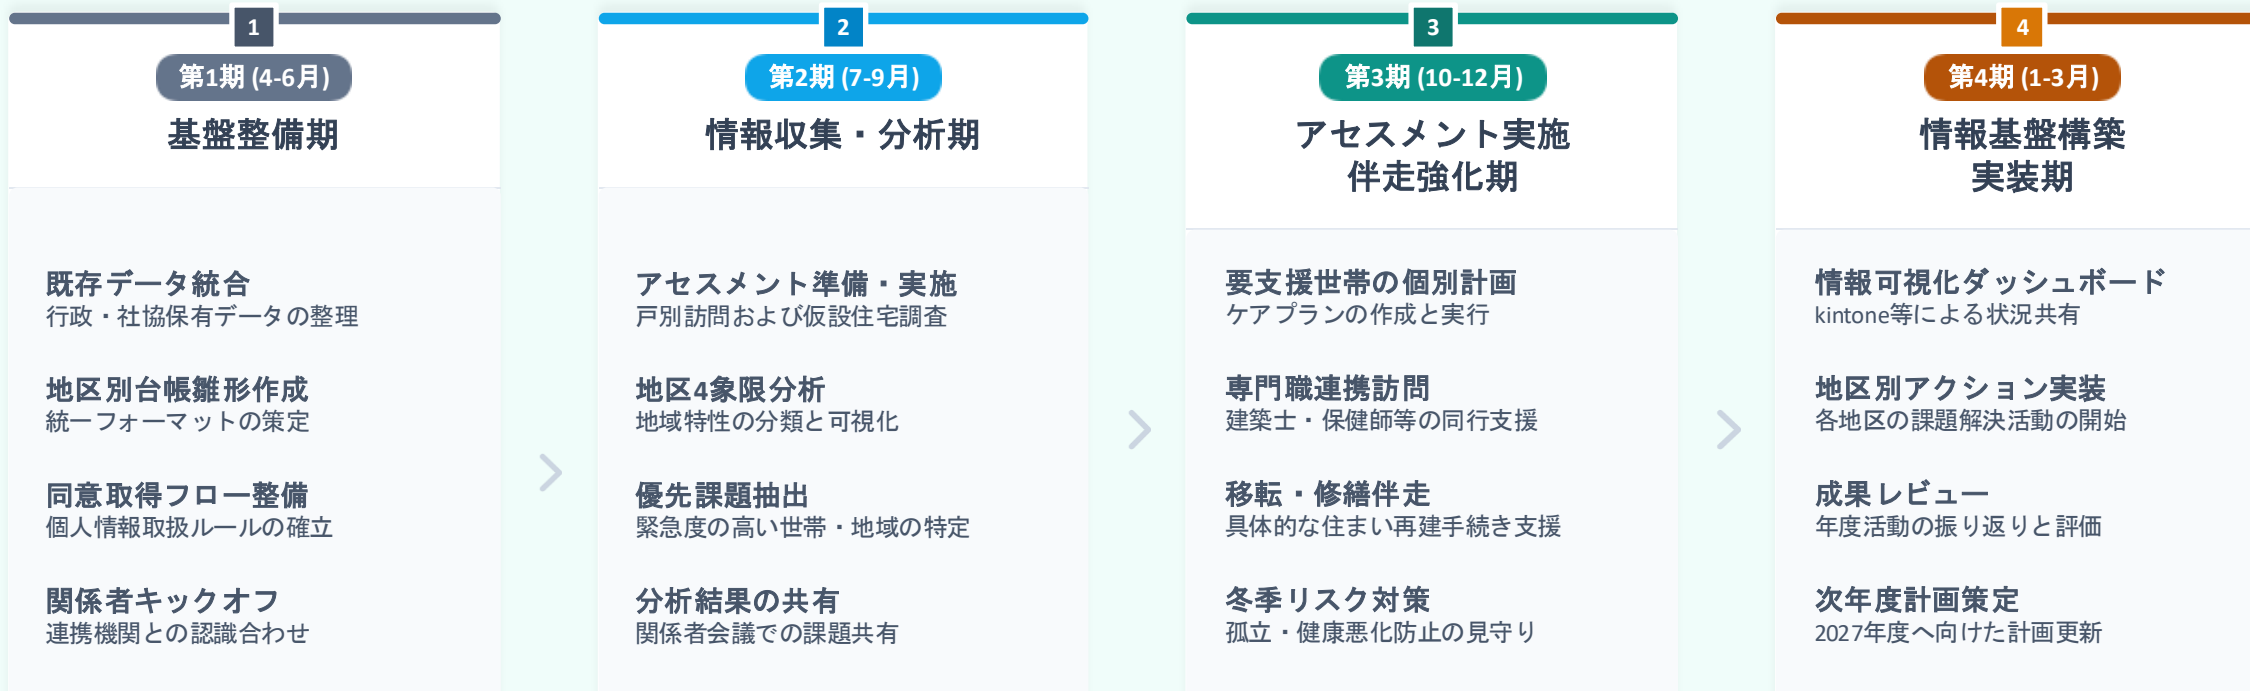 1
第1期 (4-6月)
基盤整備期
既存データ統合
行政・社協保有データの整理
地区別台帳雛形作成
統一フォーマットの策定
同意取得フロー整備
個人情報取扱ルールの確立
関係者キックオフ
連携機関との認識合わせ
2
第2期 (7-9月)
情報収集・分析期
アセスメント準備・実施
戸別訪問および仮設住宅調査
地区4象限分析
地域特性の分類と可視化
優先課題抽出
緊急度の高い世帯・地域の特定
分析結果の共有
関係者会議での課題共有
3
第3期 (10-12月)
アセスメント実施
伴走強化期
要支援世帯の個別計画
ケアプランの作成と実行
専門職連携訪問
建築士・保健師等の同行支援
移転・修繕伴走
具体的な住まい再建手続き支援
冬季リスク対策
孤立・健康悪化防止の見守り
4
第4期 (1-3月)
情報基盤構築
実装期
情報可視化ダッシュボード
kintone等による状況共有
地区別アクション実装
各地区の課題解決活動の開始
成果レビュー
年度活動の振り返りと評価
次年度計画策定
2027年度へ向けた計画更新